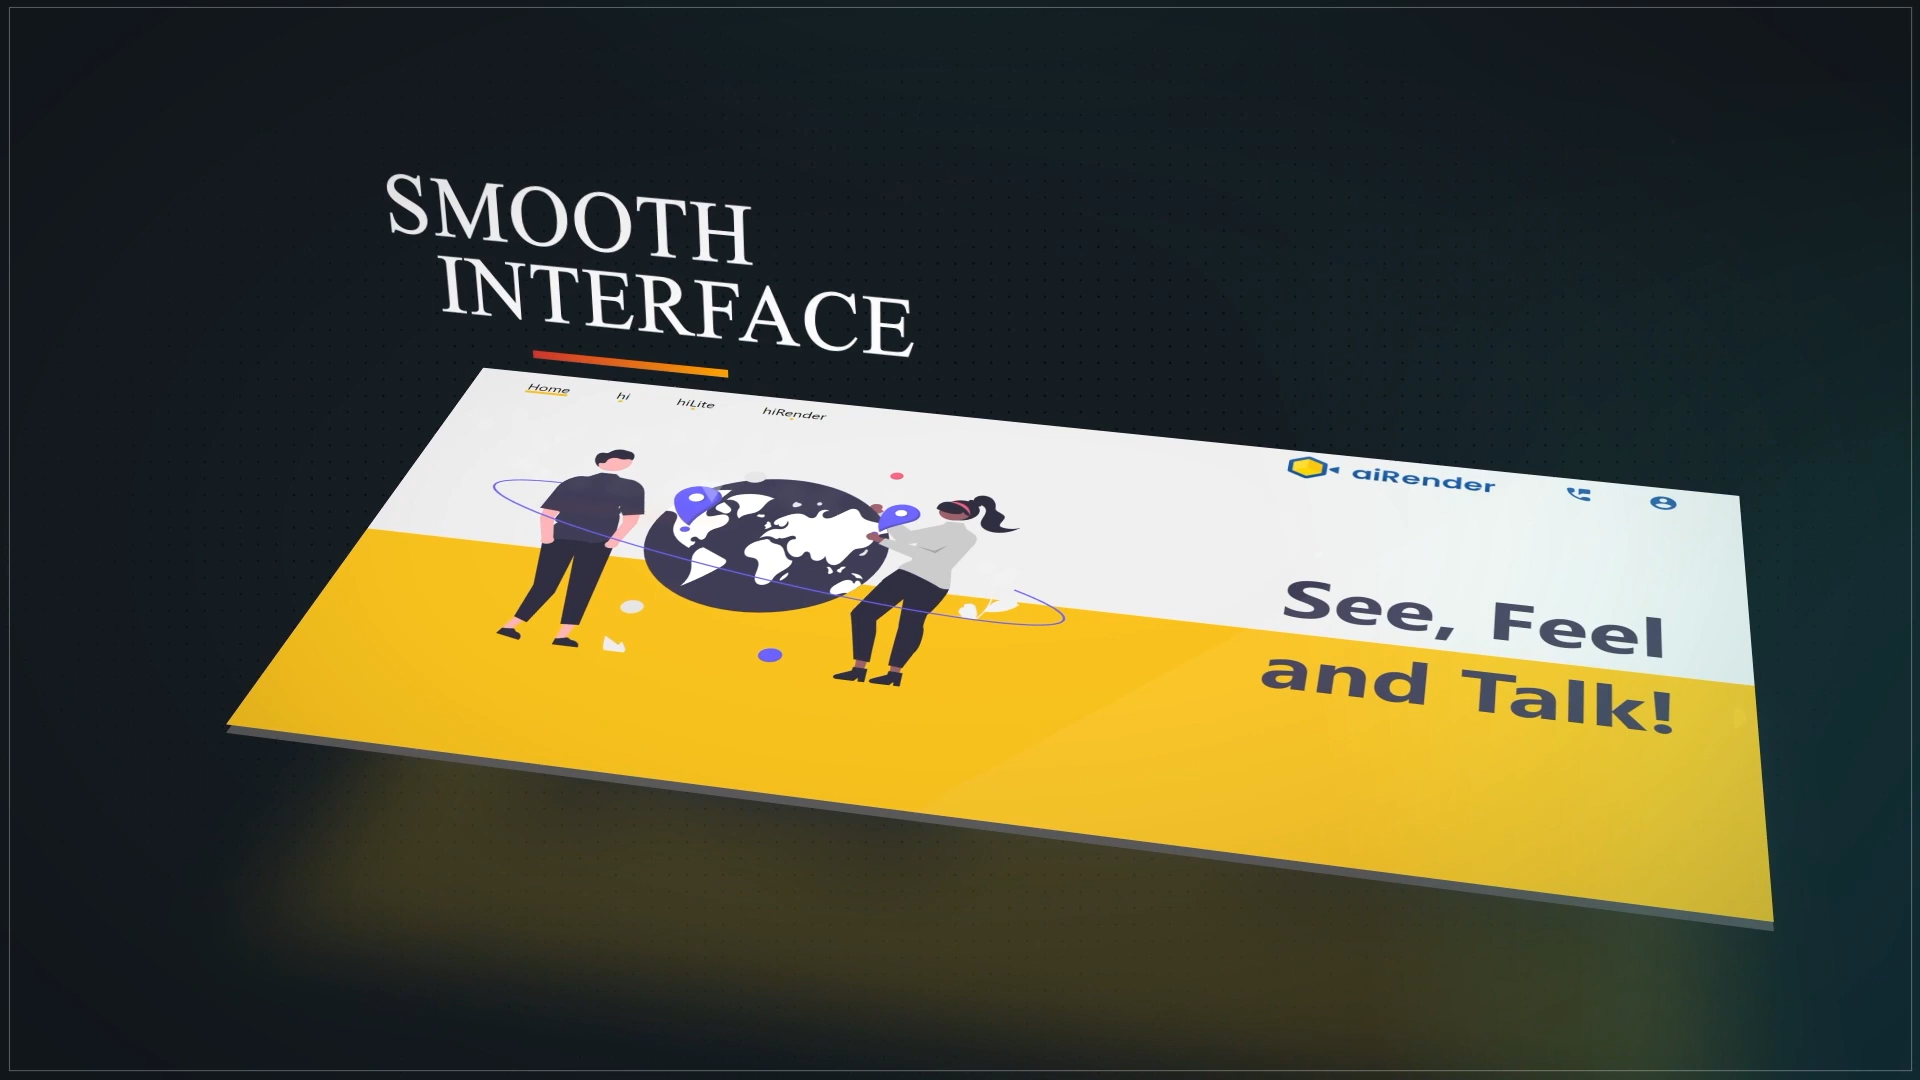 SMOOTH
INTERFACE
Home hi hiLite hiRender
aiRender
See, Feel
and Talk!